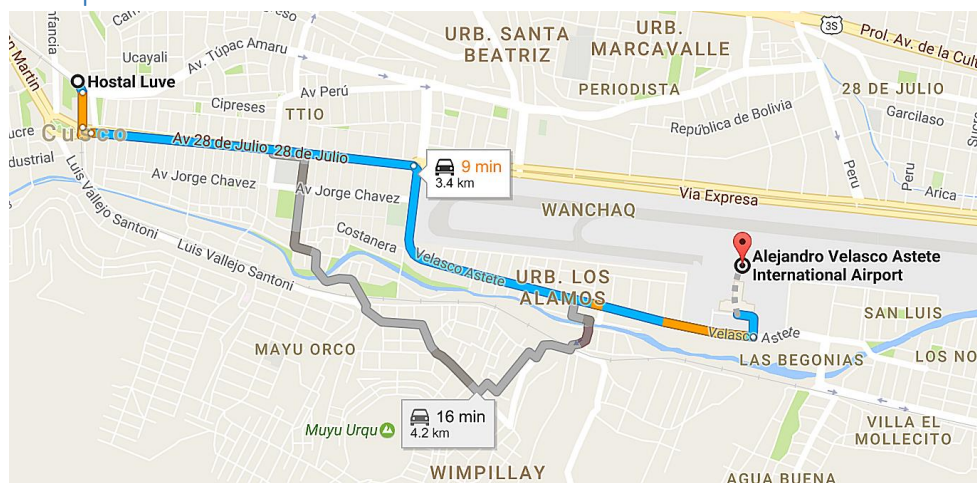 Ucayali
Av. Túpac Amaru
URB. SANTA
BEATRIZ
URB.
MARCAVALLE
3S
Prol. Av. de la Cult
n Martin
Infancia
Hostal Luve
Av Perú
Cipreses
TTIO
PERIODISTA
28 DE JULIO
República de Bolivia
Garcilaso
Cusco
Av 28 de Julio
28 de Julio
Perú
Perú
Arica
Av Jorge Chavez
Av Jorge Chavez
9 min
3.4 km
Via Expresa
WANCHAQ
Luis Vallejo Santoni
Luis Vallejo Santoni
Costanera
Velasco Astete
URB. LOS
ALAMOS
Alejandro Velasco Astete
International Airport
SAN LUIS
Velasco Astete
MAYU ORCO
LAS BEGONIAS
LOS NO
16 min
4.2 km
Muyu Urqu
VILLA EL
MOLLECITO
WIMPILLAY
AGUA BUENA